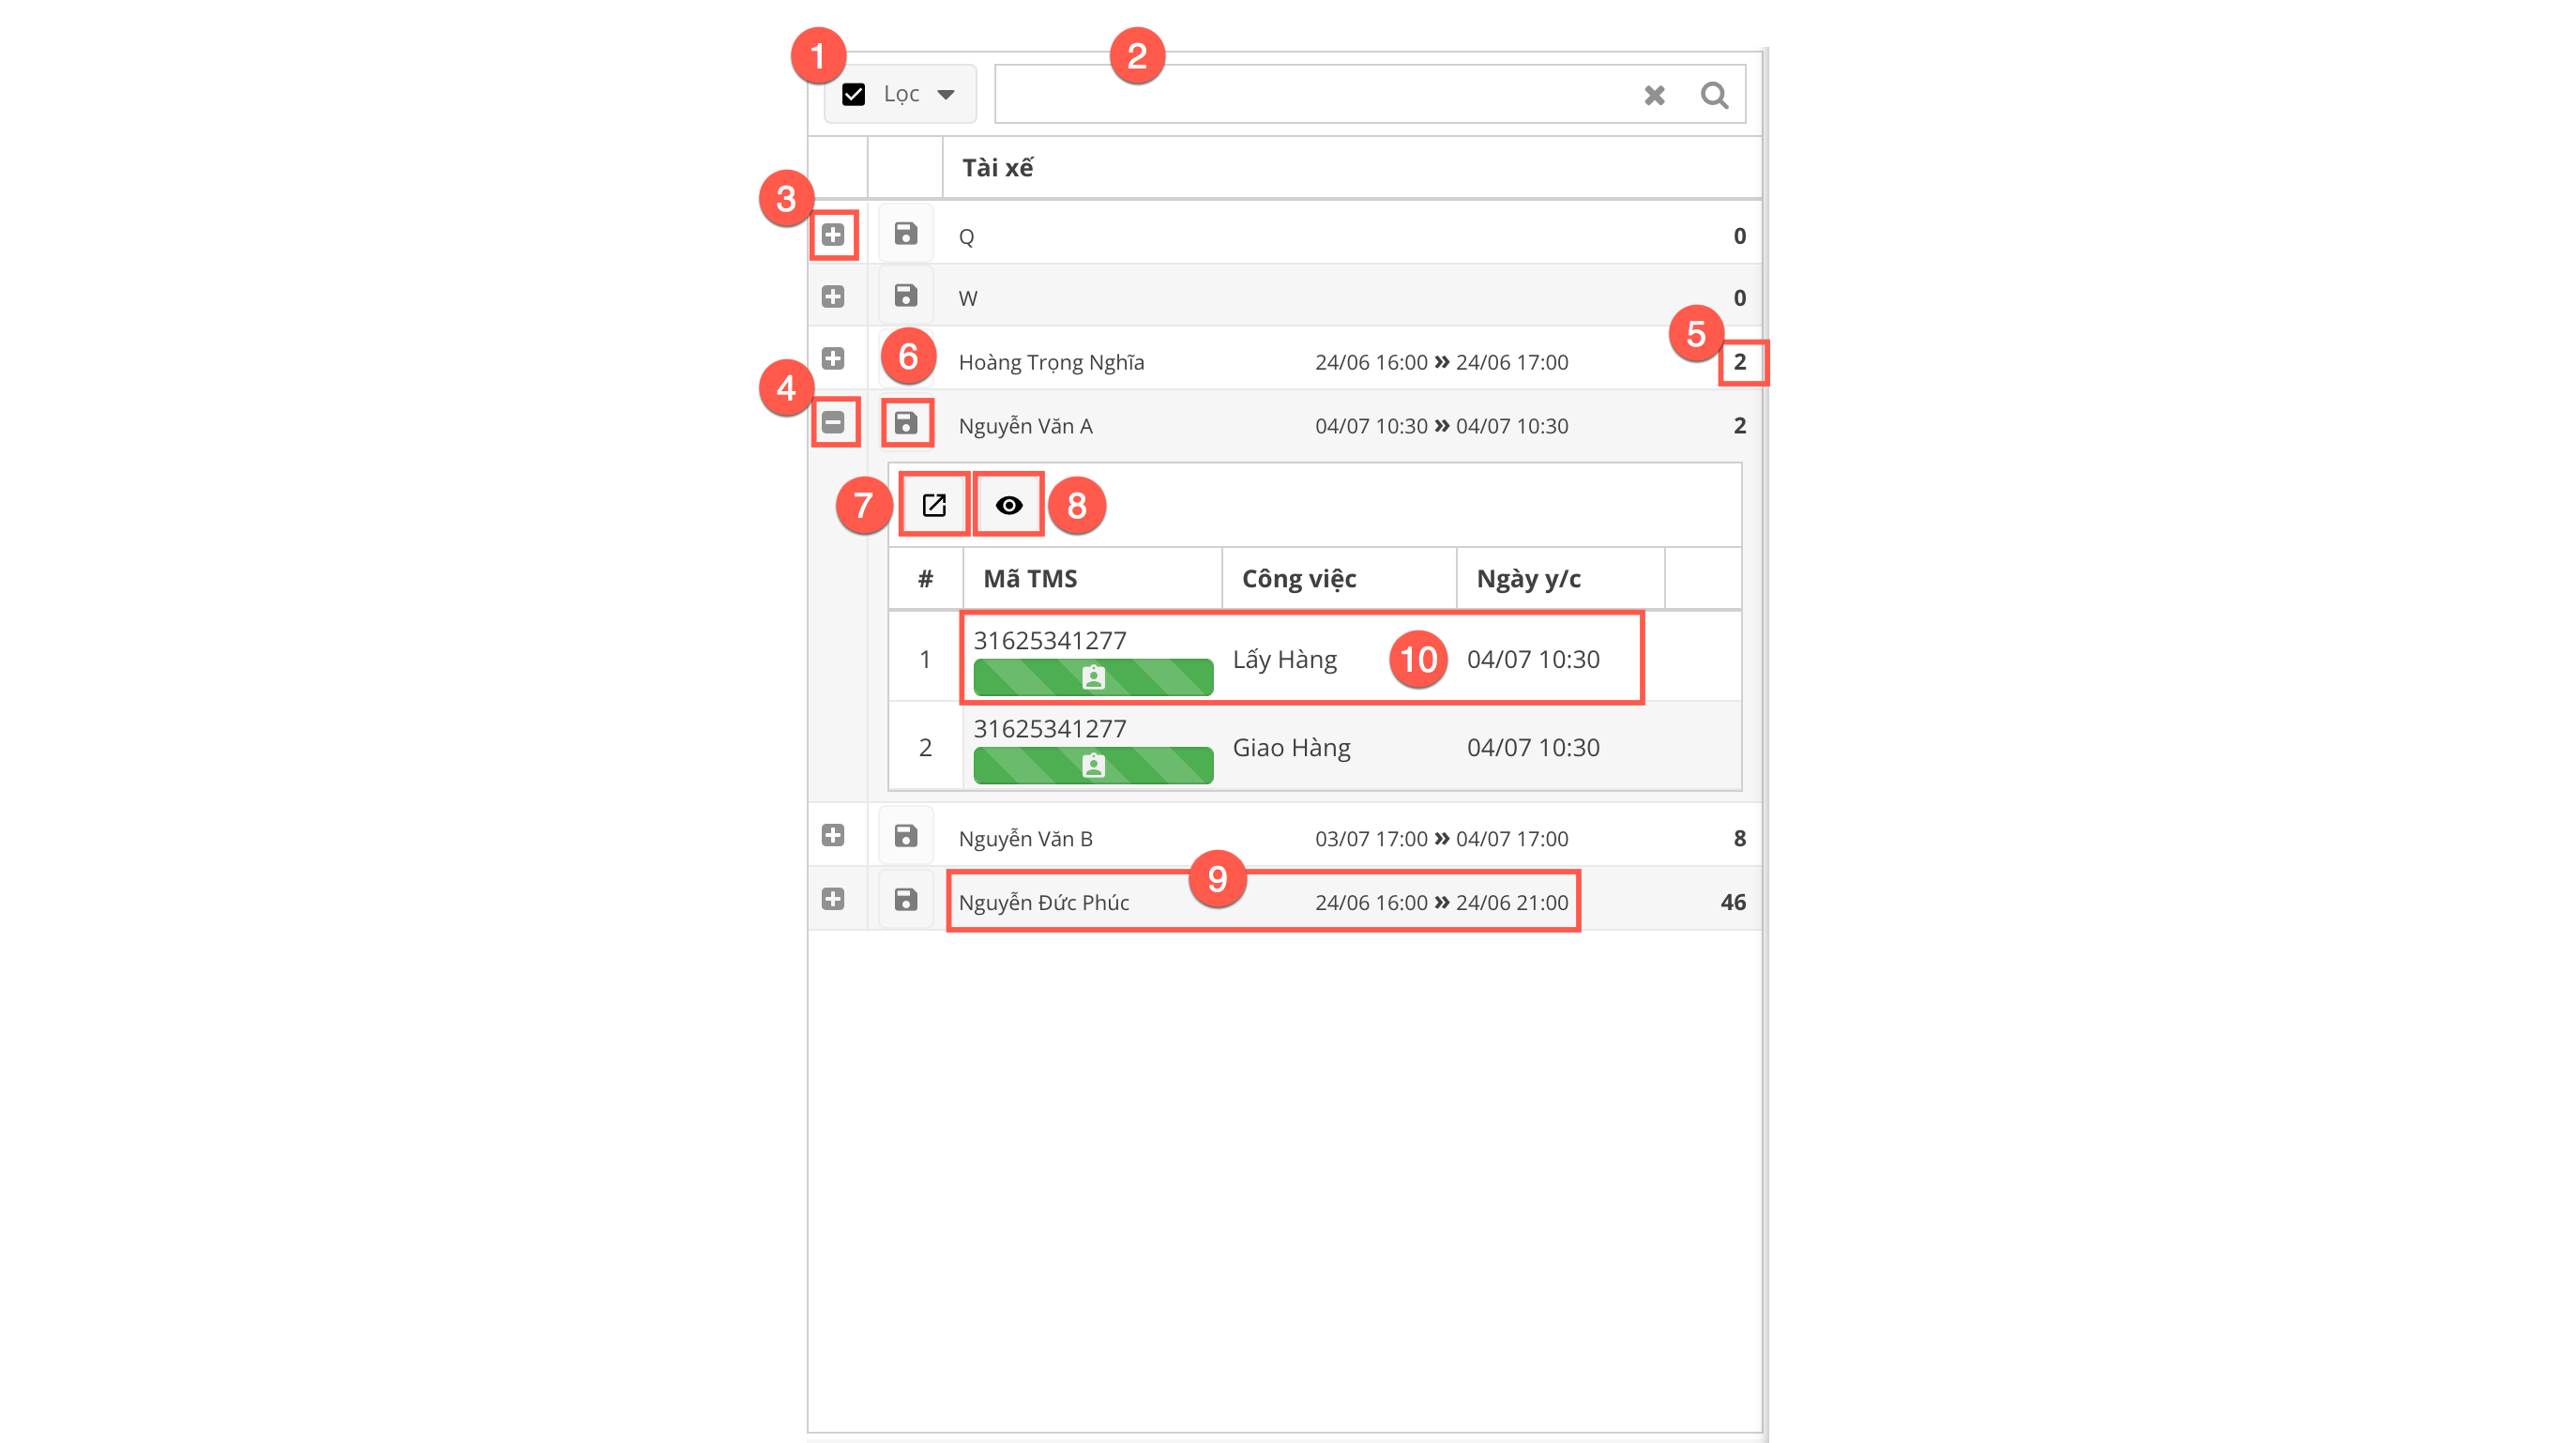 1
2
Lọc
Tài xế
3
Q 0
W 0
5
6
Hoàng Trọng Nghĩa 24/06 16:00 » 24/06 17:00 2
4
Nguyễn Văn A 04/07 10:30 » 04/07 10:30 2
7 8
# Mã TMS Công việc Ngày y/c
1 31625341277 Lấy Hàng 10 04/07 10:30
2 31625341277 Giao Hàng 04/07 10:30
Nguyễn Văn B 03/07 17:00 » 04/07 17:00 8
9
Nguyễn Đức Phúc 24/06 16:00 » 24/06 21:00 46